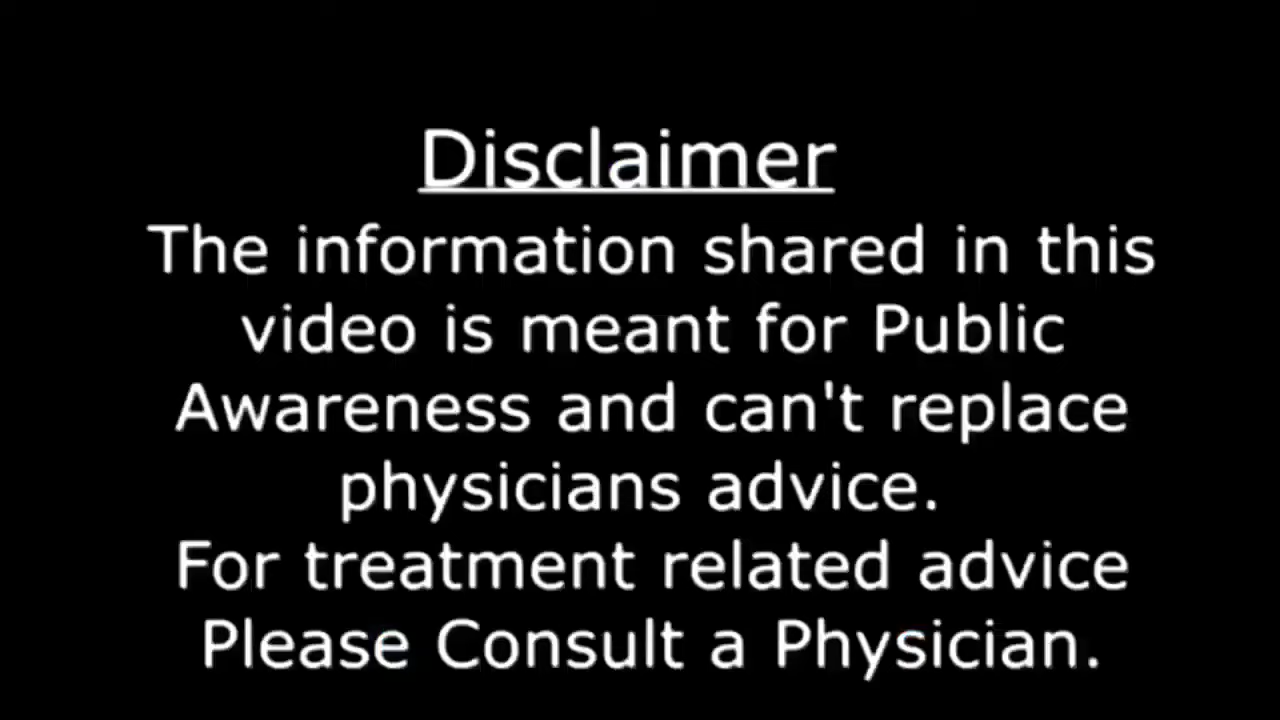 Disclaimer
The information shared in this
video is meant for Public
Awareness and can't replace
physicians advice.
For treatment related advice
Please Consult a Physician.